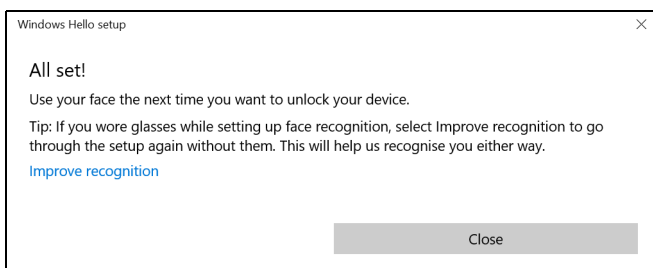 Windows Hello setup
All set!
Use your face the next time you want to unlock your device.
Tip: If you wore glasses while setting up face recognition, select Improve recognition to go
through the setup again without them. This will help us recognise you either way.
Improve recognition
Close